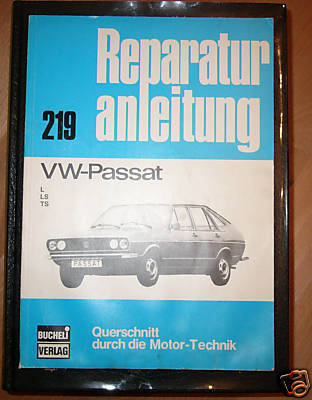 Reparatur
219 anleitung
VW-Passat
L
LS
TS
PASSAT
BUCHELI
VERLAG
Querschnitt
durch die Motor-Technik